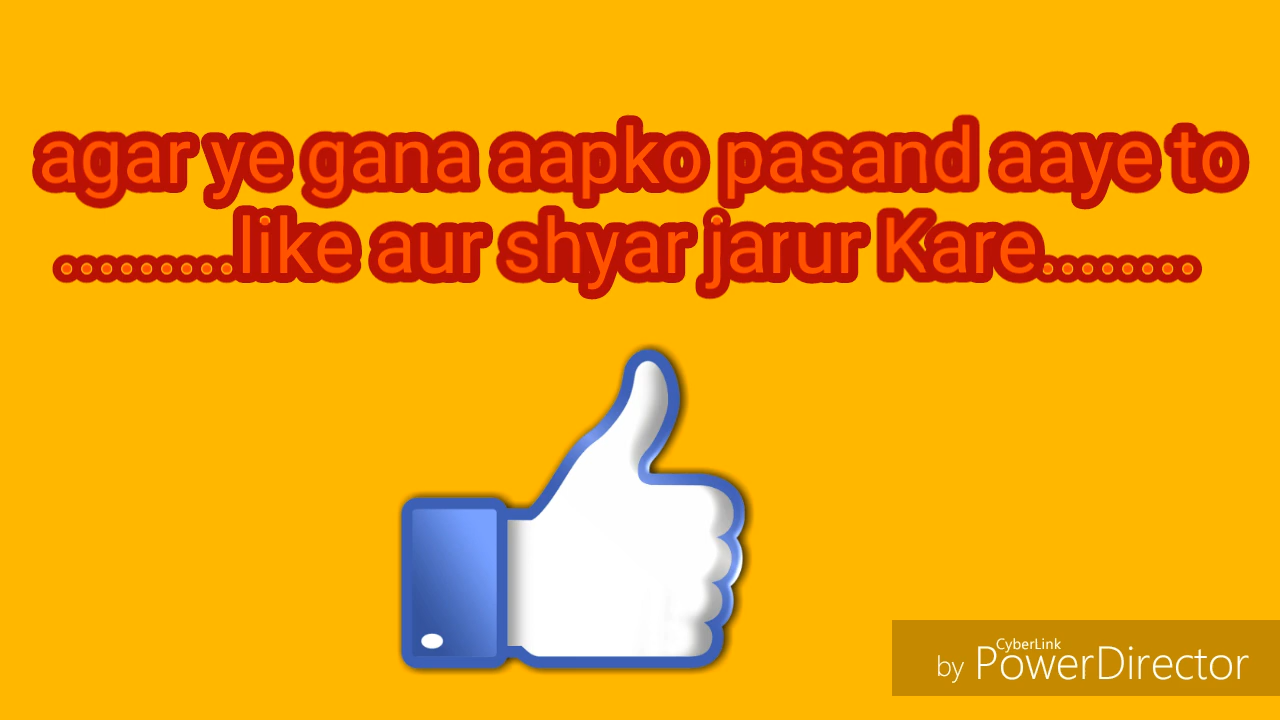 agar ye gana aapko pasand aaye to
.........like aur shyar jarur Kare........
CyberLink
by PowerDirector